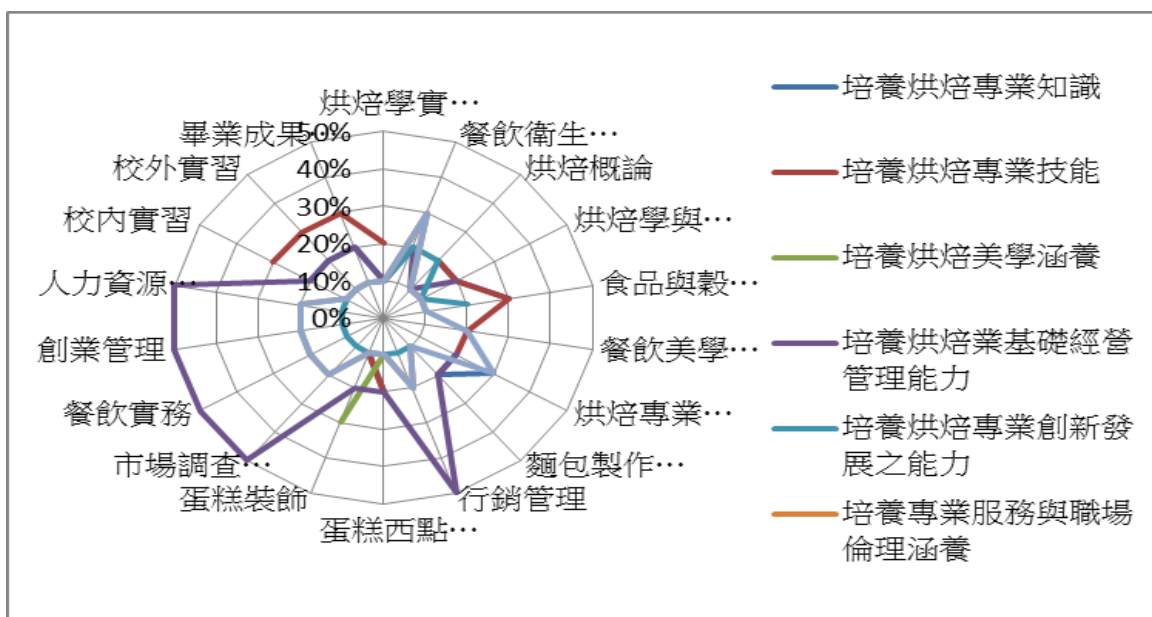 烘焙學實…
餐飲衛生…
烘焙概論
烘焙學與…
食品與穀…
餐飲美學…
烘焙專業…
麵包製作…
行銷管理
蛋糕西點…
蛋糕裝飾
市場調查…
餐飲實務
創業管理
人力資源…
校內實習
校外實習
畢業成果…
50%
40%
30%
20%
10%
0%
培養烘焙專業知識
培養烘焙專業技能
培養烘焙美學涵養
培養烘焙業基礎經營
管理能力
培養烘焙專業創新發
展之能力
培養專業服務與職場
倫理涵養